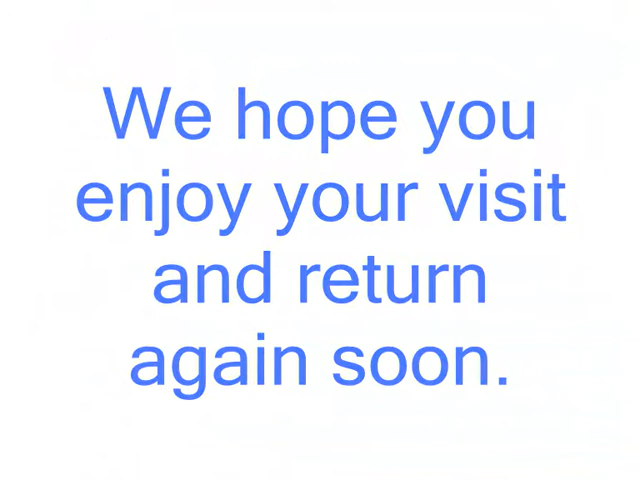 We hope you
enjoy your visit
and return
again soon.